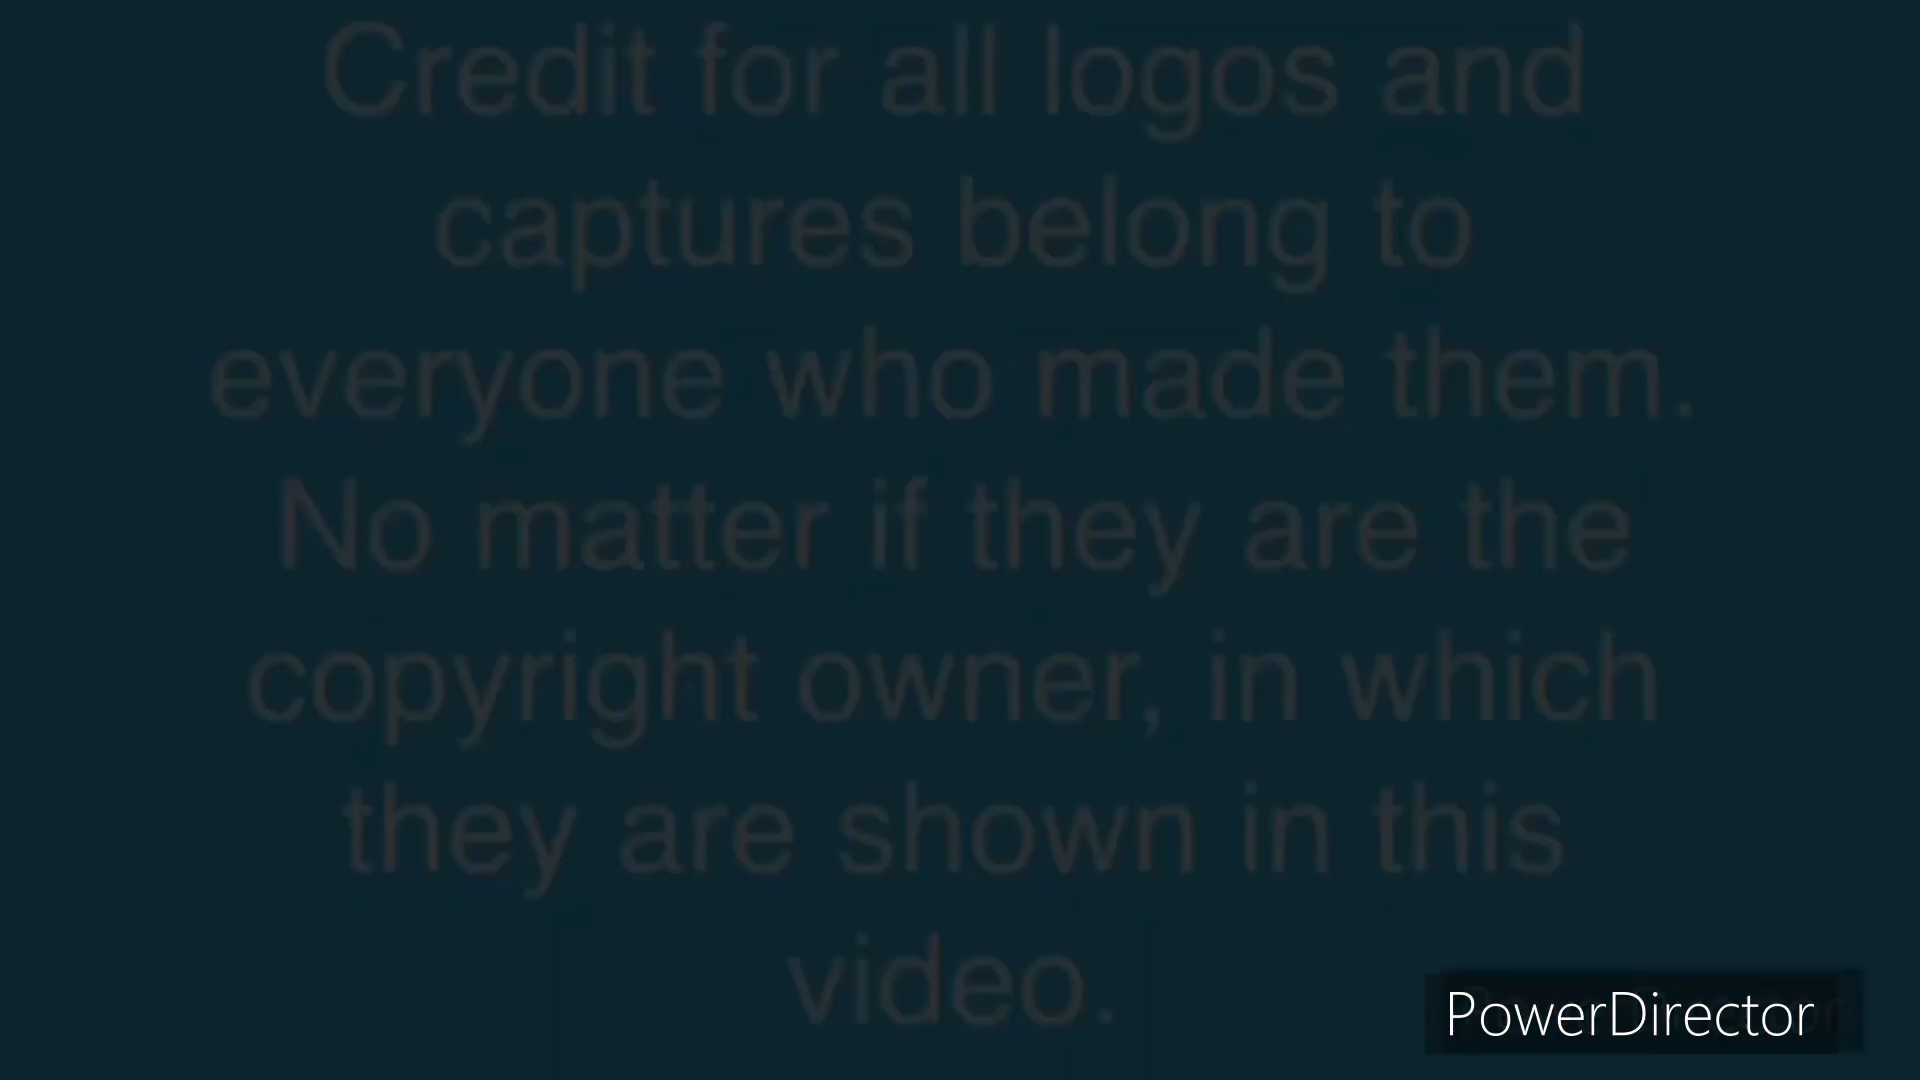 Credit for all logos and
captures belong to
everyone who made them.
No matter if they are the
copyright owner, in which
they are shown in this
video.
PowerDirector